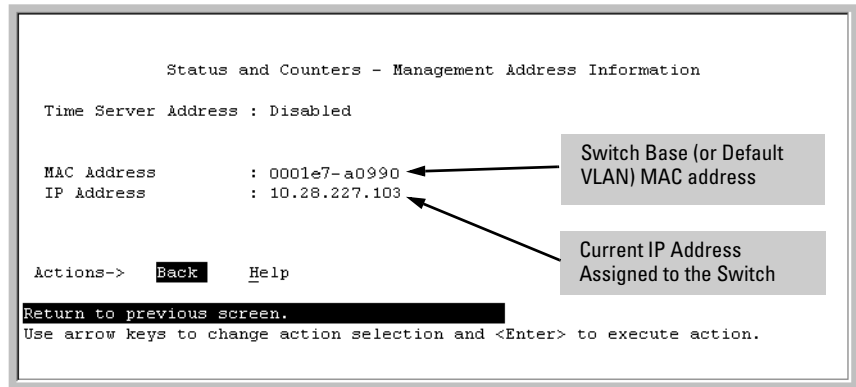 Status and Counters - Management Address Information
Time Server Address : Disabled
MAC Address : 0001e7-a0990
IP Address : 10.28.227.103
Switch Base (or Default
VLAN) MAC address
Current IP Address
Assigned to the Switch
Actions-> Back Help
Return to previous screen.
Use arrow keys to change action selection and <Enter> to execute action.